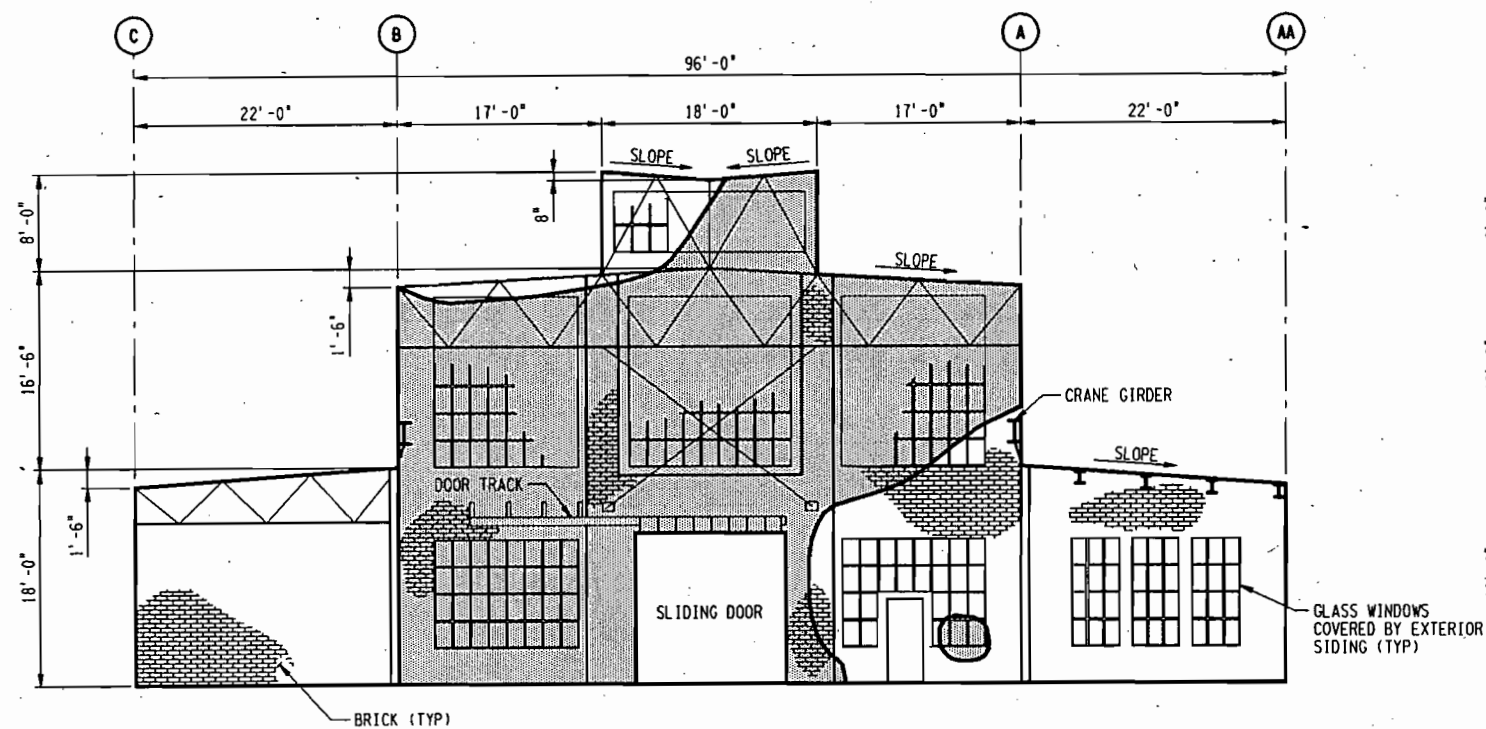 C
B
A
AA
96'-0"
22'-0"
17'-0"
18'-0"
17'-0"
22'-0"
SLOPE
SLOPE
8'-0"
8"
SLOPE
1'-6"
16'-6"
CRANE GIRDER
SLOPE
DOOR TRACK
1'-6"
18'-0"
SLIDING DOOR
GLASS WINDOWS
COVERED BY EXTERIOR
SIDING (TYP)
BRICK (TYP)